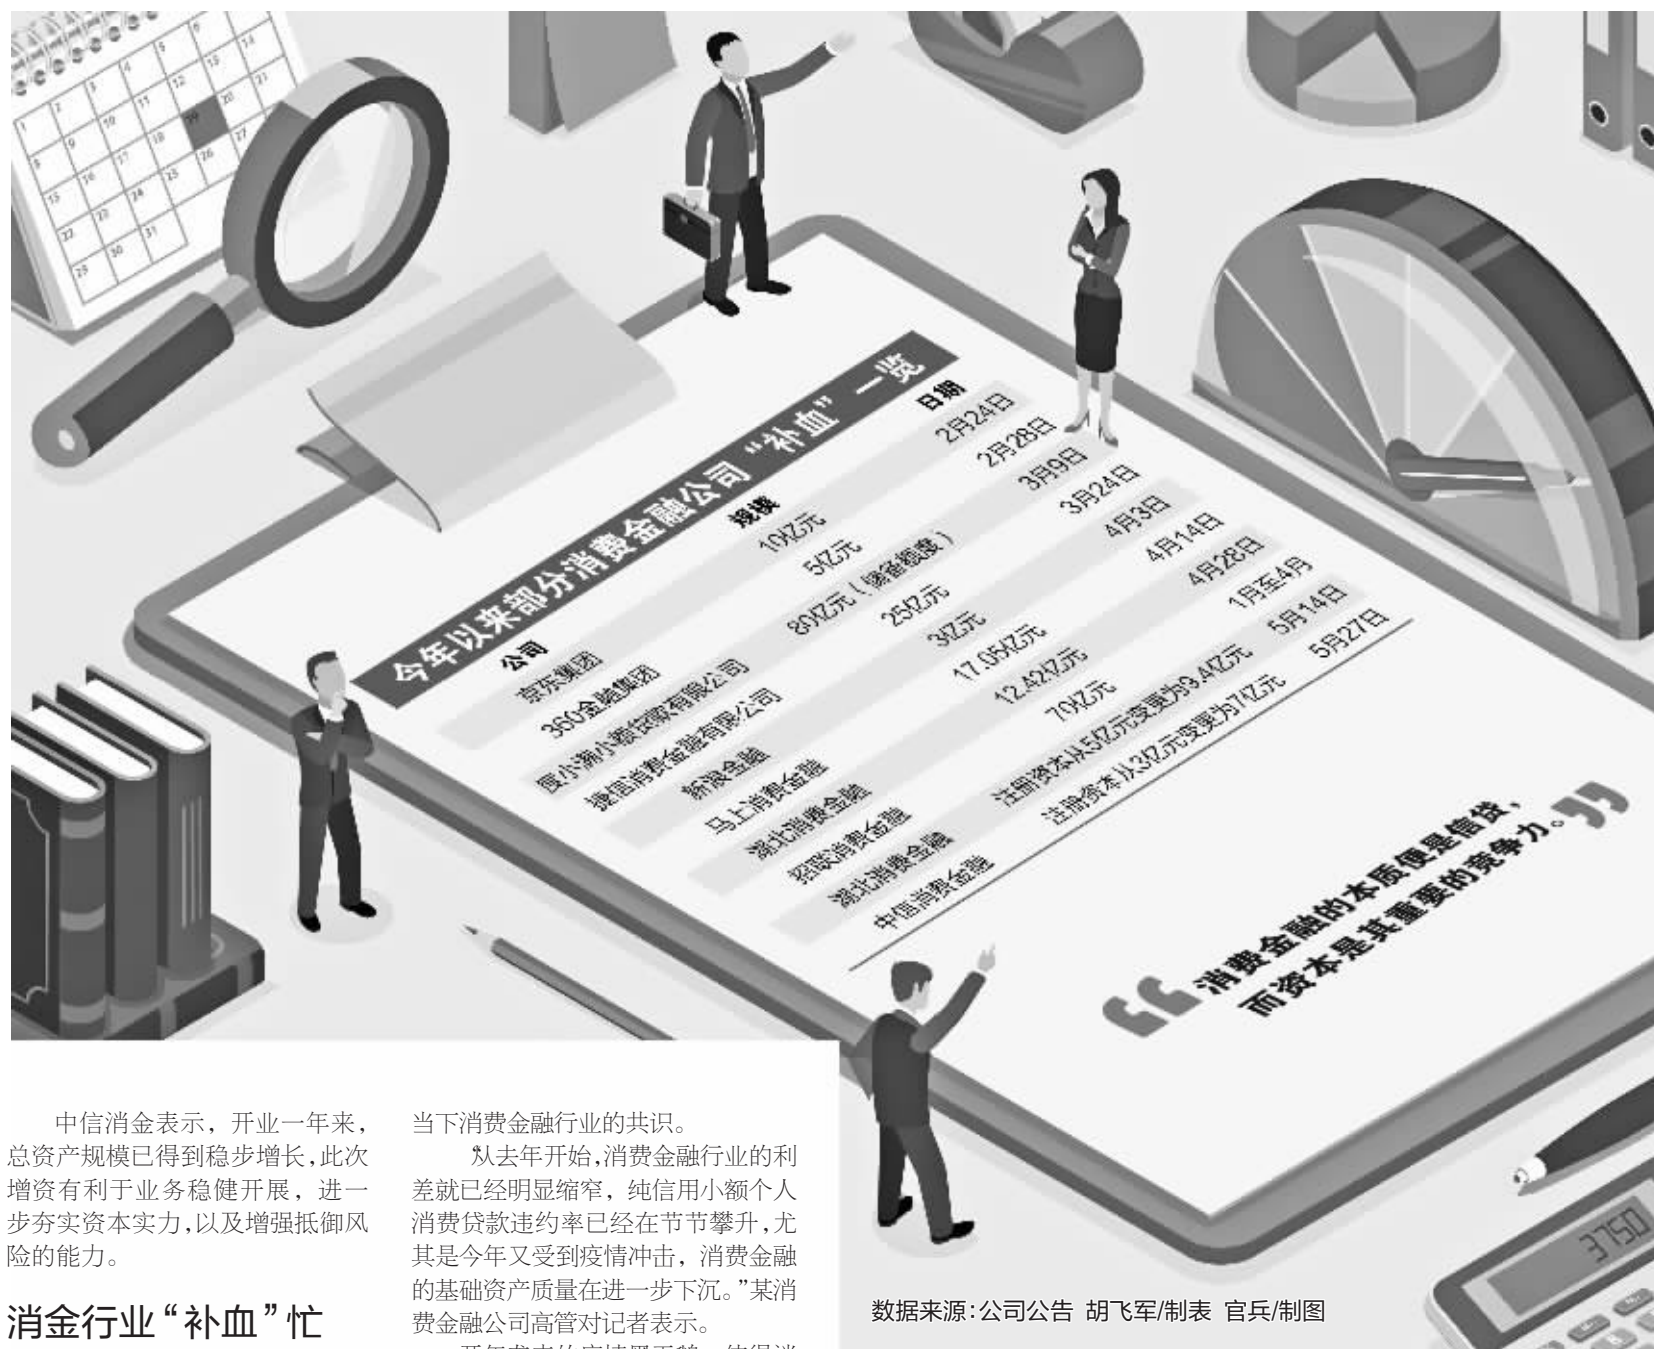 今年以来部分消费金融公司“补血”一览
公司 规模 日期
京东集团 10亿元 2月24日
360金融集团 5亿元 2月28日
度小满小额贷款有限公司 80亿元（储备额度） 3月9日
捷信消费金融有限公司 25亿元 3月24日
新浪金融 3亿元 4月3日
马上消费金融 17.05亿元 4月14日
湖北消费金融 12.42亿元 4月28日
招联消费金融 70亿元 1月至4月
湖北消费金融 注册资本从5亿元变更为9.4亿元 5月14日
中信消费金融 注册资本从3亿元变更为7亿元 5月27日
“消费金融的本质便是信贷，
而资本是其重要的竞争力。”
中信消金表示，开业一年来，
总资产规模已得到稳步增长，此次
增资有利于业务稳健开展，进一
步夯实资本实力，以及增强抵御风
险的能力。
消金行业“补血”忙
当下消费金融行业的共识。
“从去年开始，消费金融行业的利
差就已经明显缩窄，纯信用小额个人
消费贷款违约率已经在节节攀升，尤
其是今年又受到疫情冲击，消费金融
的基础资产质量在进一步下沉。”某消
费金融公司高管对记者表示。
数据来源：公司公告 胡飞军/制表 官兵/制图
3750